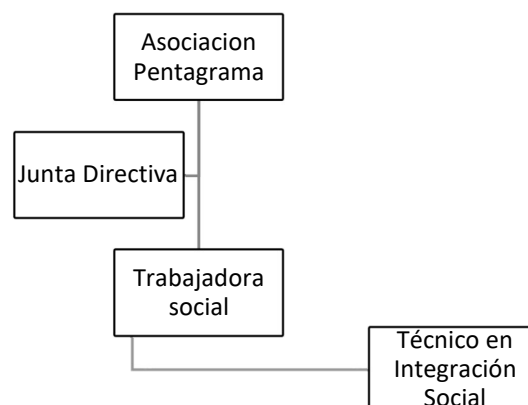 Asociacion
Pentagrama
Junta Directiva
Trabajadora
social
Técnico en
Integración
Social